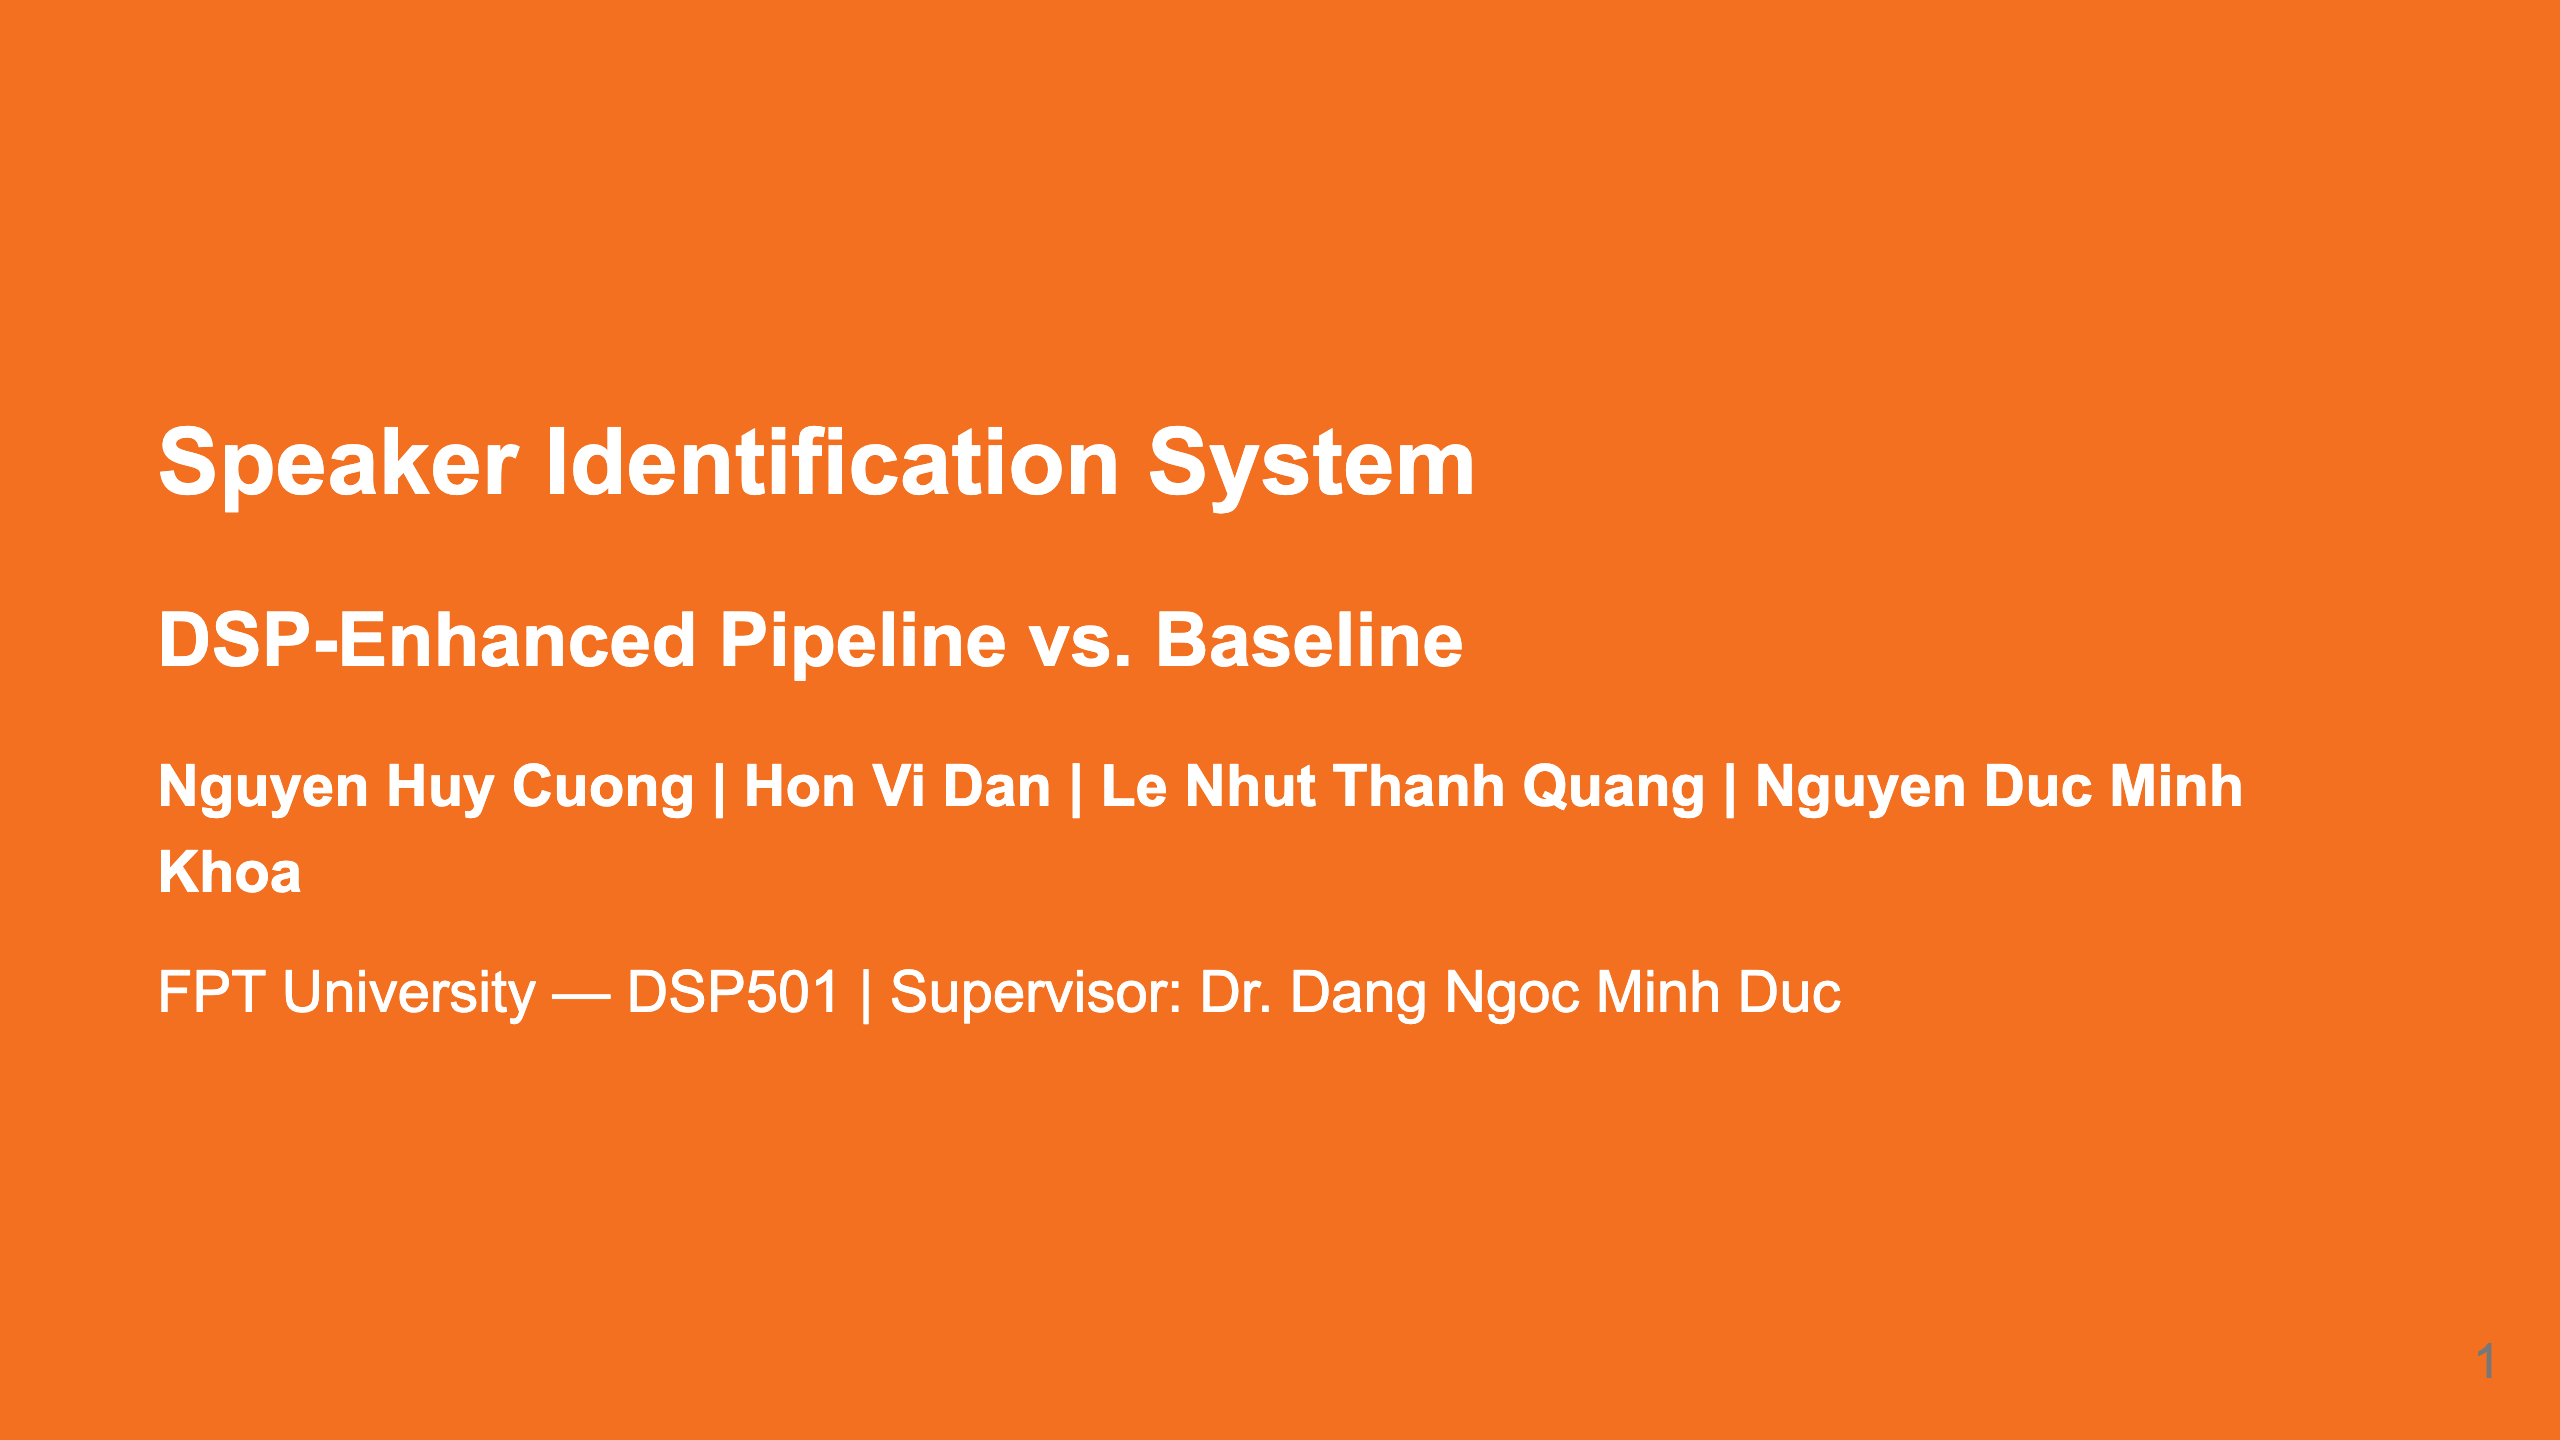 Speaker Identification System
DSP-Enhanced Pipeline vs. Baseline
Nguyen Huy Cuong | Hon Vi Dan | Le Nhut Thanh Quang | Nguyen Duc Minh
Khoa
FPT University — DSP501 | Supervisor: Dr. Dang Ngoc Minh Duc
1